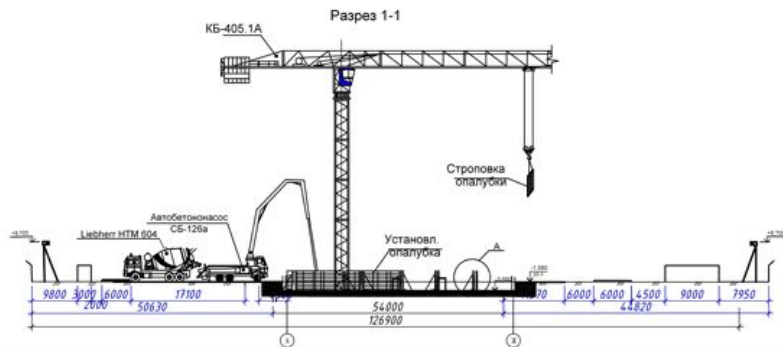 Разрез 1-1
КБ-405.1А
Строповка
опалубки
Автобетононасос
СБ-126а
Liebherr HTM 604
Установл.
опалубка
А
9800 3000 6000 17100 6000 6000 4500 9000 7950
2000
50630 54000 44820
126900
А Ж